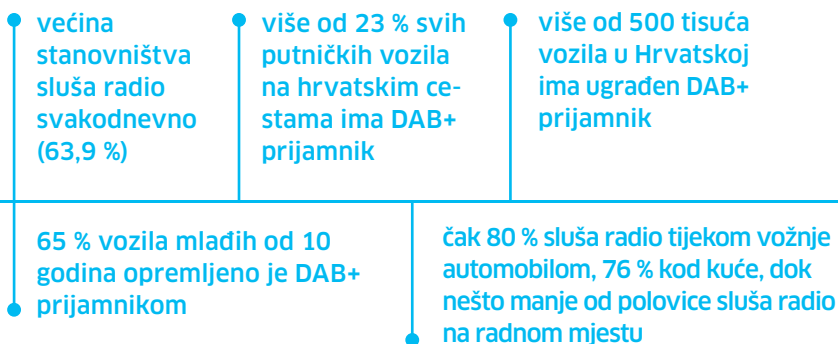 većina
stanovništva
sluša radio
svakodnevno
(63,9 %)
više od 23 % svih
putničkih vozila
na hrvatskim ce-
stama ima DAB+
prijamnik
više od 500 tisuća
vozila u Hrvatskoj
ima ugrađen DAB+
prijamnik
65 % vozila mlađih od 10
godina opremljeno je DAB+
prijamnikom
čak 80 % sluša radio tijekom vožnje
automobilom, 76 % kod kuće, dok
nešto manje od polovice sluša radio
na radnom mjestu